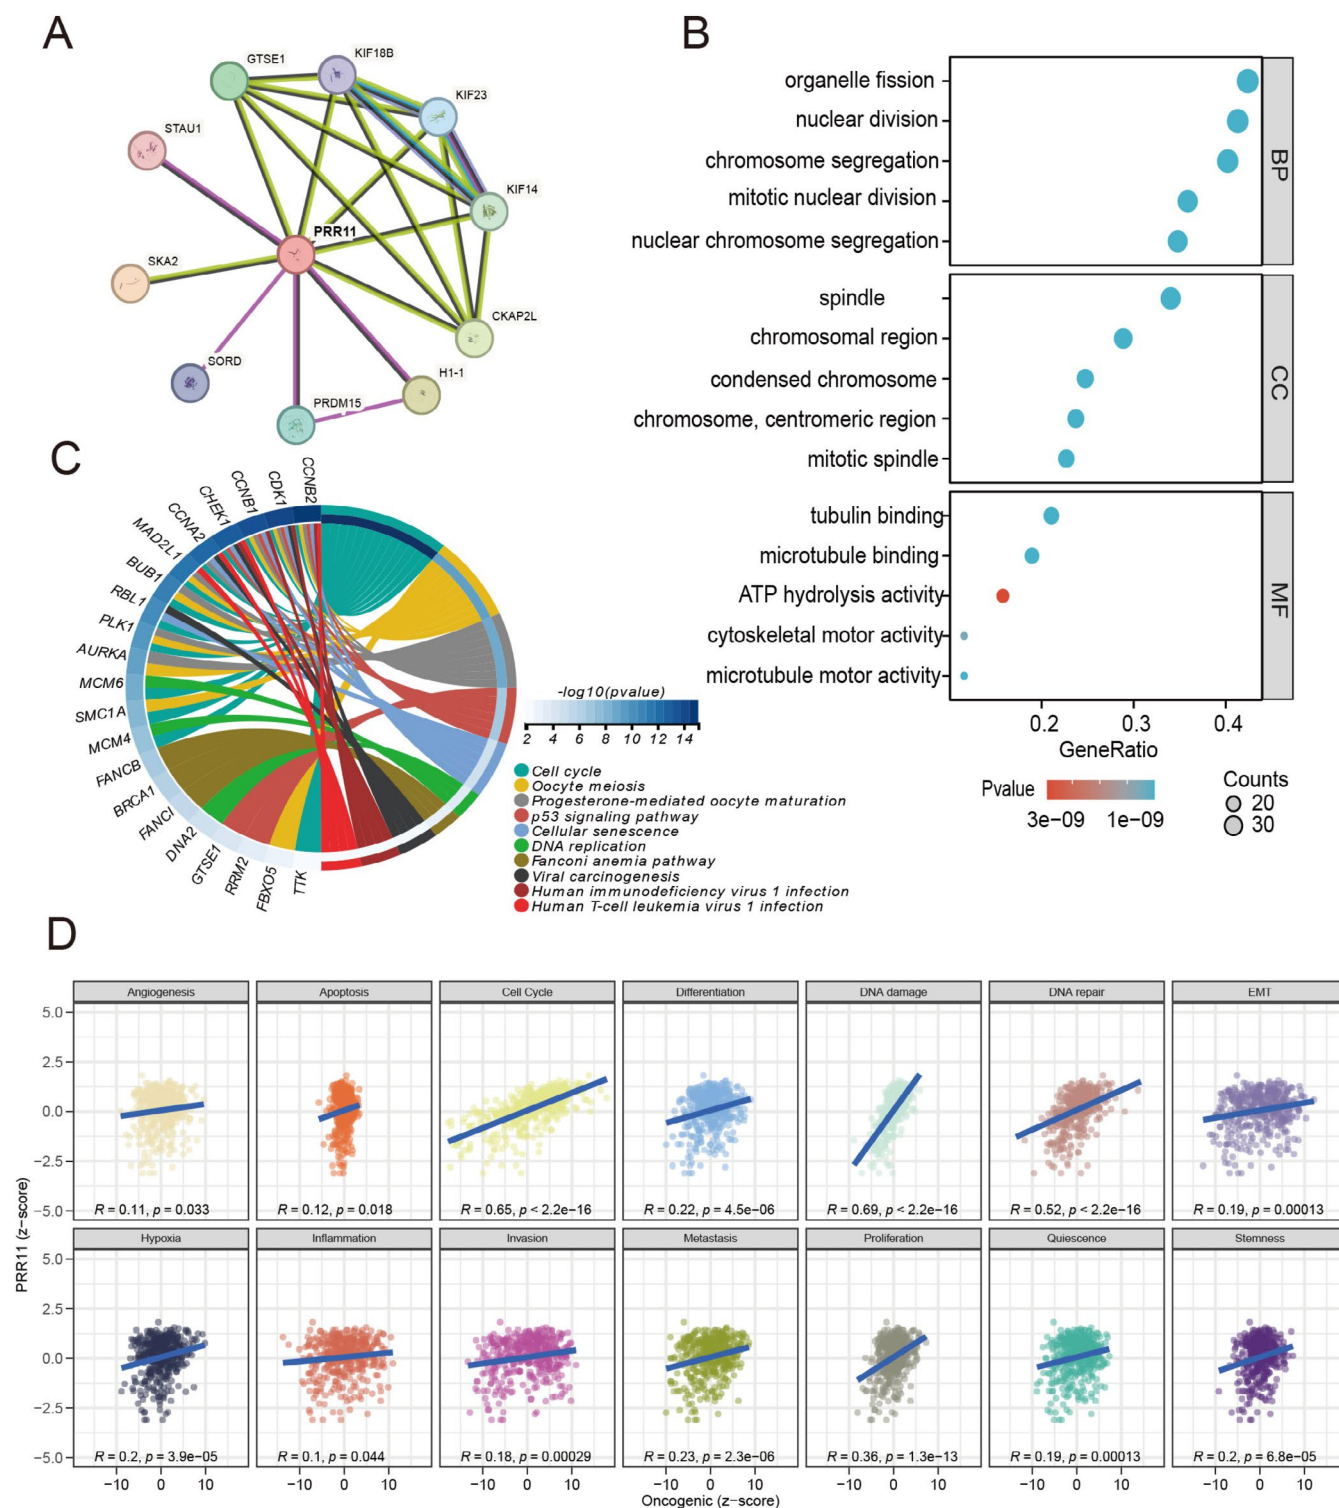 A
GTSE1
KIF18B
KIF23
STAU1
KIF14
PRR11
SKA2
CKAP2L
SORD
H1-1
PRDM15
B
organelle fission
nuclear division
chromosome segregation
mitotic nuclear division
nuclear chromosome segregation
BP
spindle
chromosomal region
condensed chromosome
chromosome, centromeric region
mitotic spindle
CC
tubulin binding
microtubule binding
ATP hydrolysis activity
cytoskeletal motor activity
microtubule motor activity
MF
0.2 0.3 0.4
GeneRatio
Pvalue
3e-09 1e-09
Counts
20
30
C
CCNB2
CDK1
CCNB1
CHEK1
CCNA2
MAD2L1
BUB1
RBL1
PLK1
AURKA
MCM6
SMC1A
MCM4
FANCB
BRCA1
FANCI
DNA2
GTSE1
RRM2
FBXO5
TTK
-log10(pvalue)
2 4 6 8 10 12 14
Cell cycle
Oocyte meiosis
Progesterone-mediated oocyte maturation
p53 signaling pathway
Cellular senescence
DNA replication
Fanconi anemia pathway
Viral carcinogenesis
Human immunodeficiency virus 1 infection
Human T-cell leukemia virus 1 infection
D
Angiogenesis Apoptosis Cell Cycle Differentiation DNA damage DNA repair EMT
5.0
2.5
0.0
−2.5
−5.0
R = 0.11, p = 0.033
R = 0.12, p = 0.018
R = 0.65, p < 2.2e−16
R = 0.22, p = 4.5e−06
R = 0.69, p < 2.2e−16
R = 0.52, p < 2.2e−16
R = 0.19, p = 0.00013
PRR11 (z−score)
Hypoxia Inflammation Invasion Metastasis Proliferation Quiescence Stemness
5.0
2.5
0.0
−2.5
−5.0
R = 0.2, p = 3.9e−05
R = 0.1, p = 0.044
R = 0.18, p = 0.00029
R = 0.23, p = 2.3e−06
R = 0.36, p = 1.3e−13
R = 0.19, p = 0.00013
R = 0.2, p = 6.8e−05
−10 0 10 −10 0 10 −10 0 10 −10 0 10 −10 0 10 −10 0 10 −10 0 10
Oncogenic (z−score)